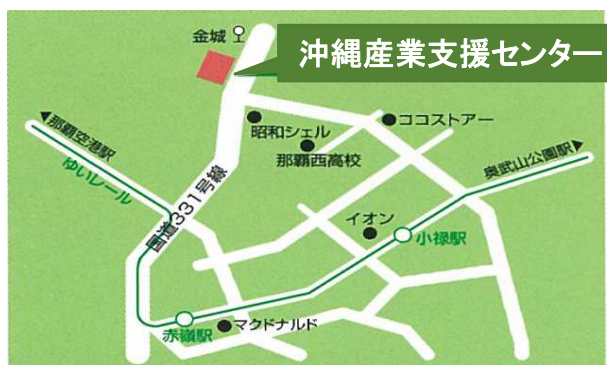 金城
沖縄産業支援センター
昭和シェル
ココストアー
那覇西高校
◀那覇空港駅
ゆいレール
奥武山公園駅▶
国道331号線
イオン
小禄駅
赤嶺駅
マクドナルド